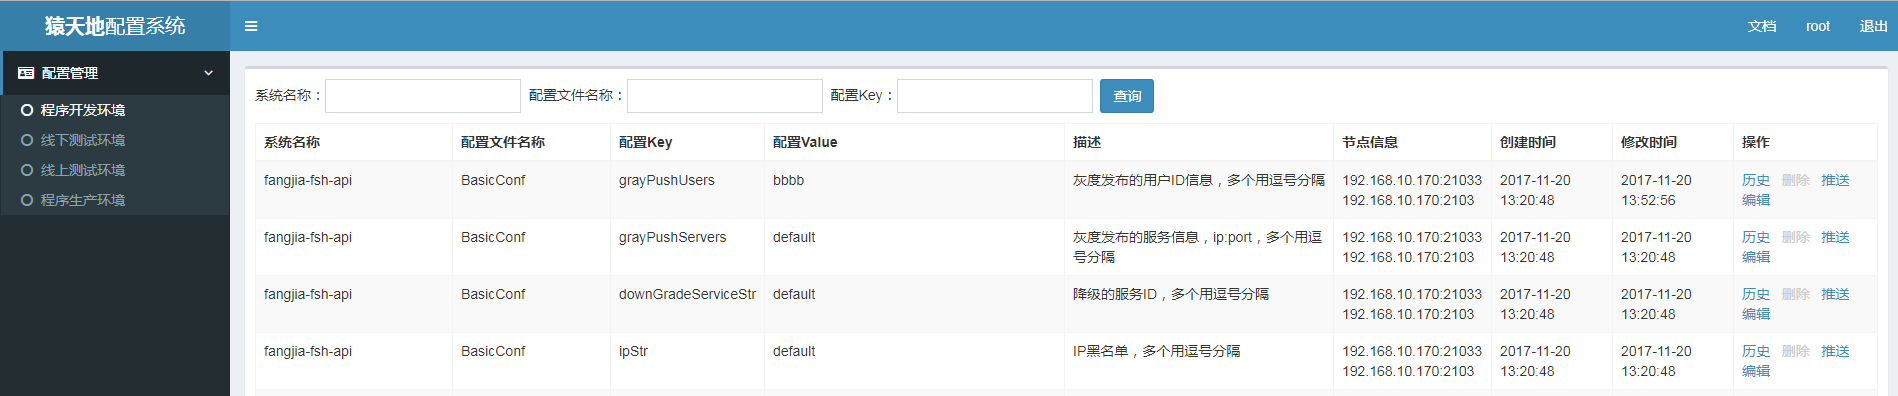 猿天地配置系统
文档 root 退出
配置管理
程序开发环境
线下测试环境
线上测试环境
程序生产环境
系统名称： 配置文件名称： 配置Key： 查询
系统名称 配置文件名称 配置Key 配置Value 描述 节点信息 创建时间 修改时间 操作
fangjia-fsh-api BasicConf grayPushUsers bbbb 灰度发布的用户ID信息，多个用逗号分隔 192.168.10.170:21033 2017-11-20 2017-11-20 历史 删除 推送
192.168.10.170:2103 13:20:48 13:52:56 编辑
fangjia-fsh-api BasicConf grayPushServers default 灰度发布的服务信息，ip:port，多个用逗 192.168.10.170:21033 2017-11-20 2017-11-20 历史 删除 推送
号分隔 192.168.10.170:2103 13:20:48 13:20:48 编辑
fangjia-fsh-api BasicConf downGradeServiceStr default 降级的服务ID，多个用逗号分隔 192.168.10.170:21033 2017-11-20 2017-11-20 历史 删除 推送
192.168.10.170:2103 13:20:48 13:20:48 编辑
fangjia-fsh-api BasicConf ipStr default IP黑名单，多个用逗号分隔 192.168.10.170:21033 2017-11-20 2017-11-20 历史 删除 推送
192.168.10.170:2103 13:20:48 13:20:48 编辑